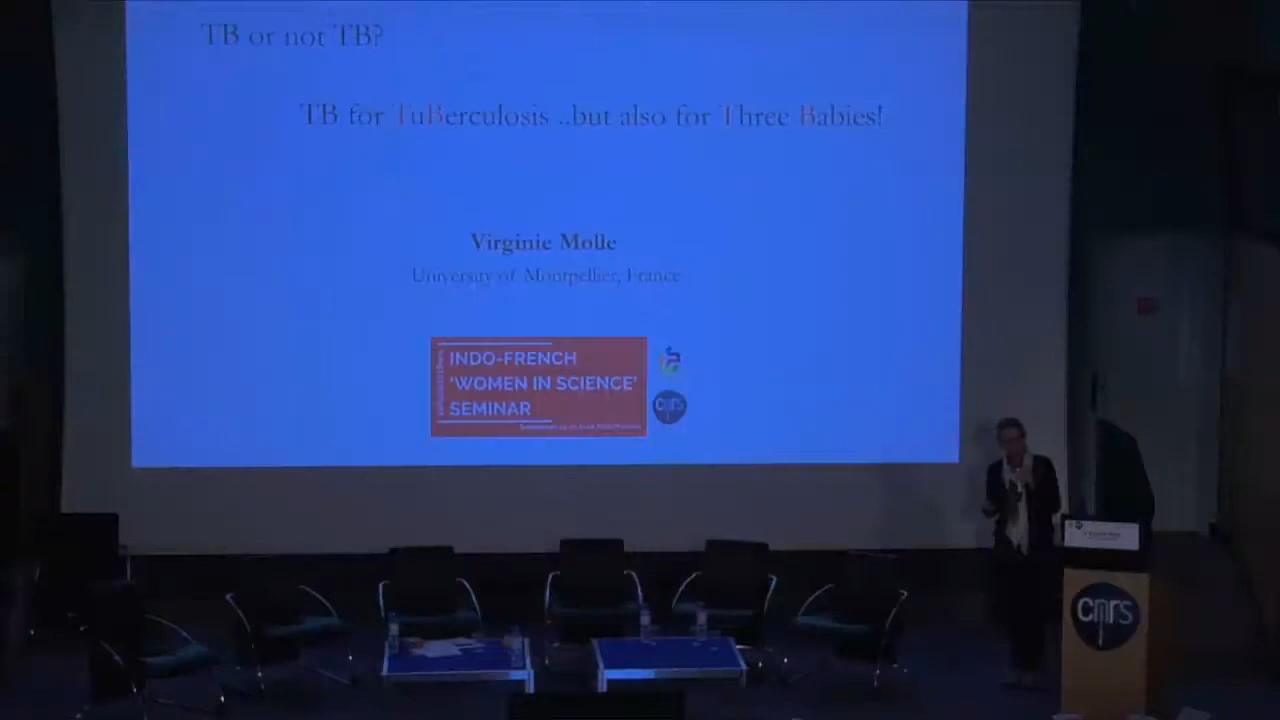 TB or not TB?
TB for TuBerculosis ..but also for Three Babies!
Virginie Molle
University of Montpellier, France
INDO-FRENCH
'WOMEN IN SCIENCE'
SEMINAR
cnrs
cnrs